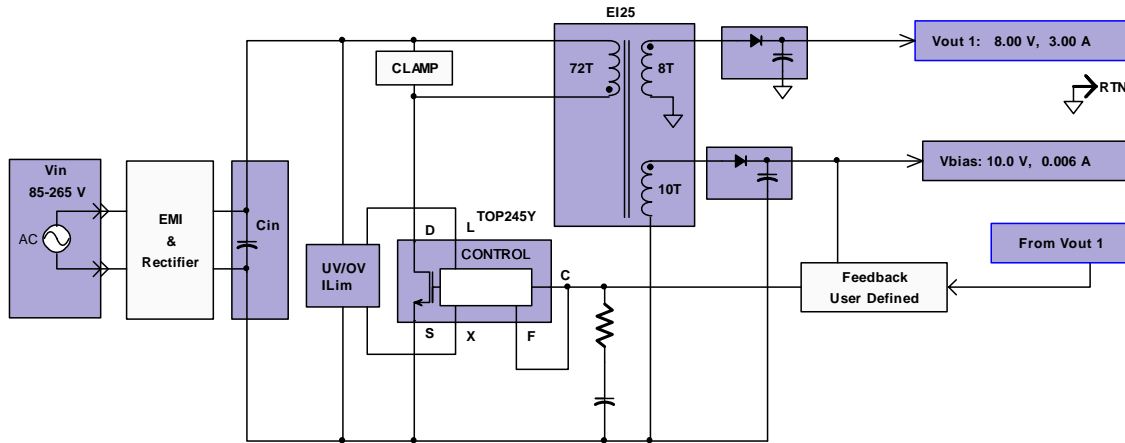 EI25
Vout 1: 8.00 V, 3.00 A
CLAMP
72T
8T
RTN
Vin
85-265 V
Vbias: 10.0 V, 0.006 A
10T
EMI
&
Rectifier
Cin
AC
TOP245Y
D
L
CONTROL
UV/OV
ILim
C
From Vout 1
Feedback
User Defined
S
X
F